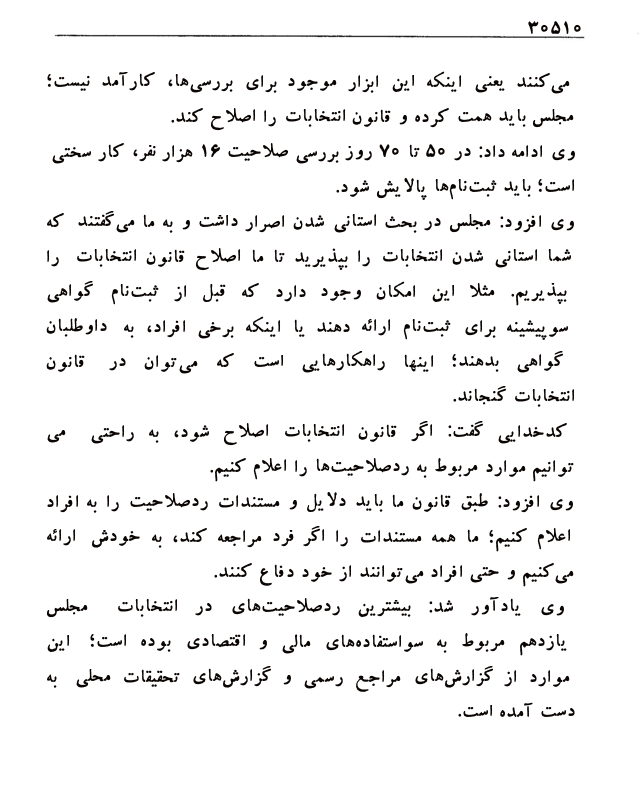 ۳۰۵۱۰
می‌کنند یعنی اینکه این ابزار موجود برای بررسی‌ها، کارآمد نیست؛
مجلس باید همت کرده و قانون انتخابات را اصلاح کند.
وی ادامه داد: در ۵۰ تا ۷۰ روز بررسی صلاحیت ۱۶ هزار نفر، کار سختی
است؛ باید ثبت‌نام‌ها پالایش شود.
وی افزود: مجلس در بحث استانی شدن اصرار داشت و به ما می‌گفتند که
شما استانی شدن انتخابات را بپذیرید تا ما اصلاح قانون انتخابات را
بپذیریم. مثلا این امکان وجود دارد که قبل از ثبت‌نام گواهی
سوپیشینه برای ثبت‌نام ارائه دهند یا اینکه برخی افراد، به داوطلبان
گواهی بدهند؛ اینها راهکارهایی است که می‌توان در قانون
انتخابات گنجاند.
کدخدایی گفت: اگر قانون انتخابات اصلاح شود، به راحتی می
توانیم موارد مربوط به ردصلاحیت‌ها را اعلام کنیم.
وی افزود: طبق قانون ما باید دلایل و مستندات ردصلاحیت را به افراد
اعلام کنیم؛ ما همه مستندات را اگر فرد مراجعه کند، به خودش ارائه
می‌کنیم و حتی افراد می‌توانند از خود دفاع کنند.
وی یادآور شد: بیشترین ردصلاحیت‌های در انتخابات مجلس
یازدهم مربوط به سواستفاده‌های مالی و اقتصادی بوده است؛ این
موارد از گزارش‌های مراجع رسمی و گزارش‌های تحقیقات محلی به
دست آمده است.